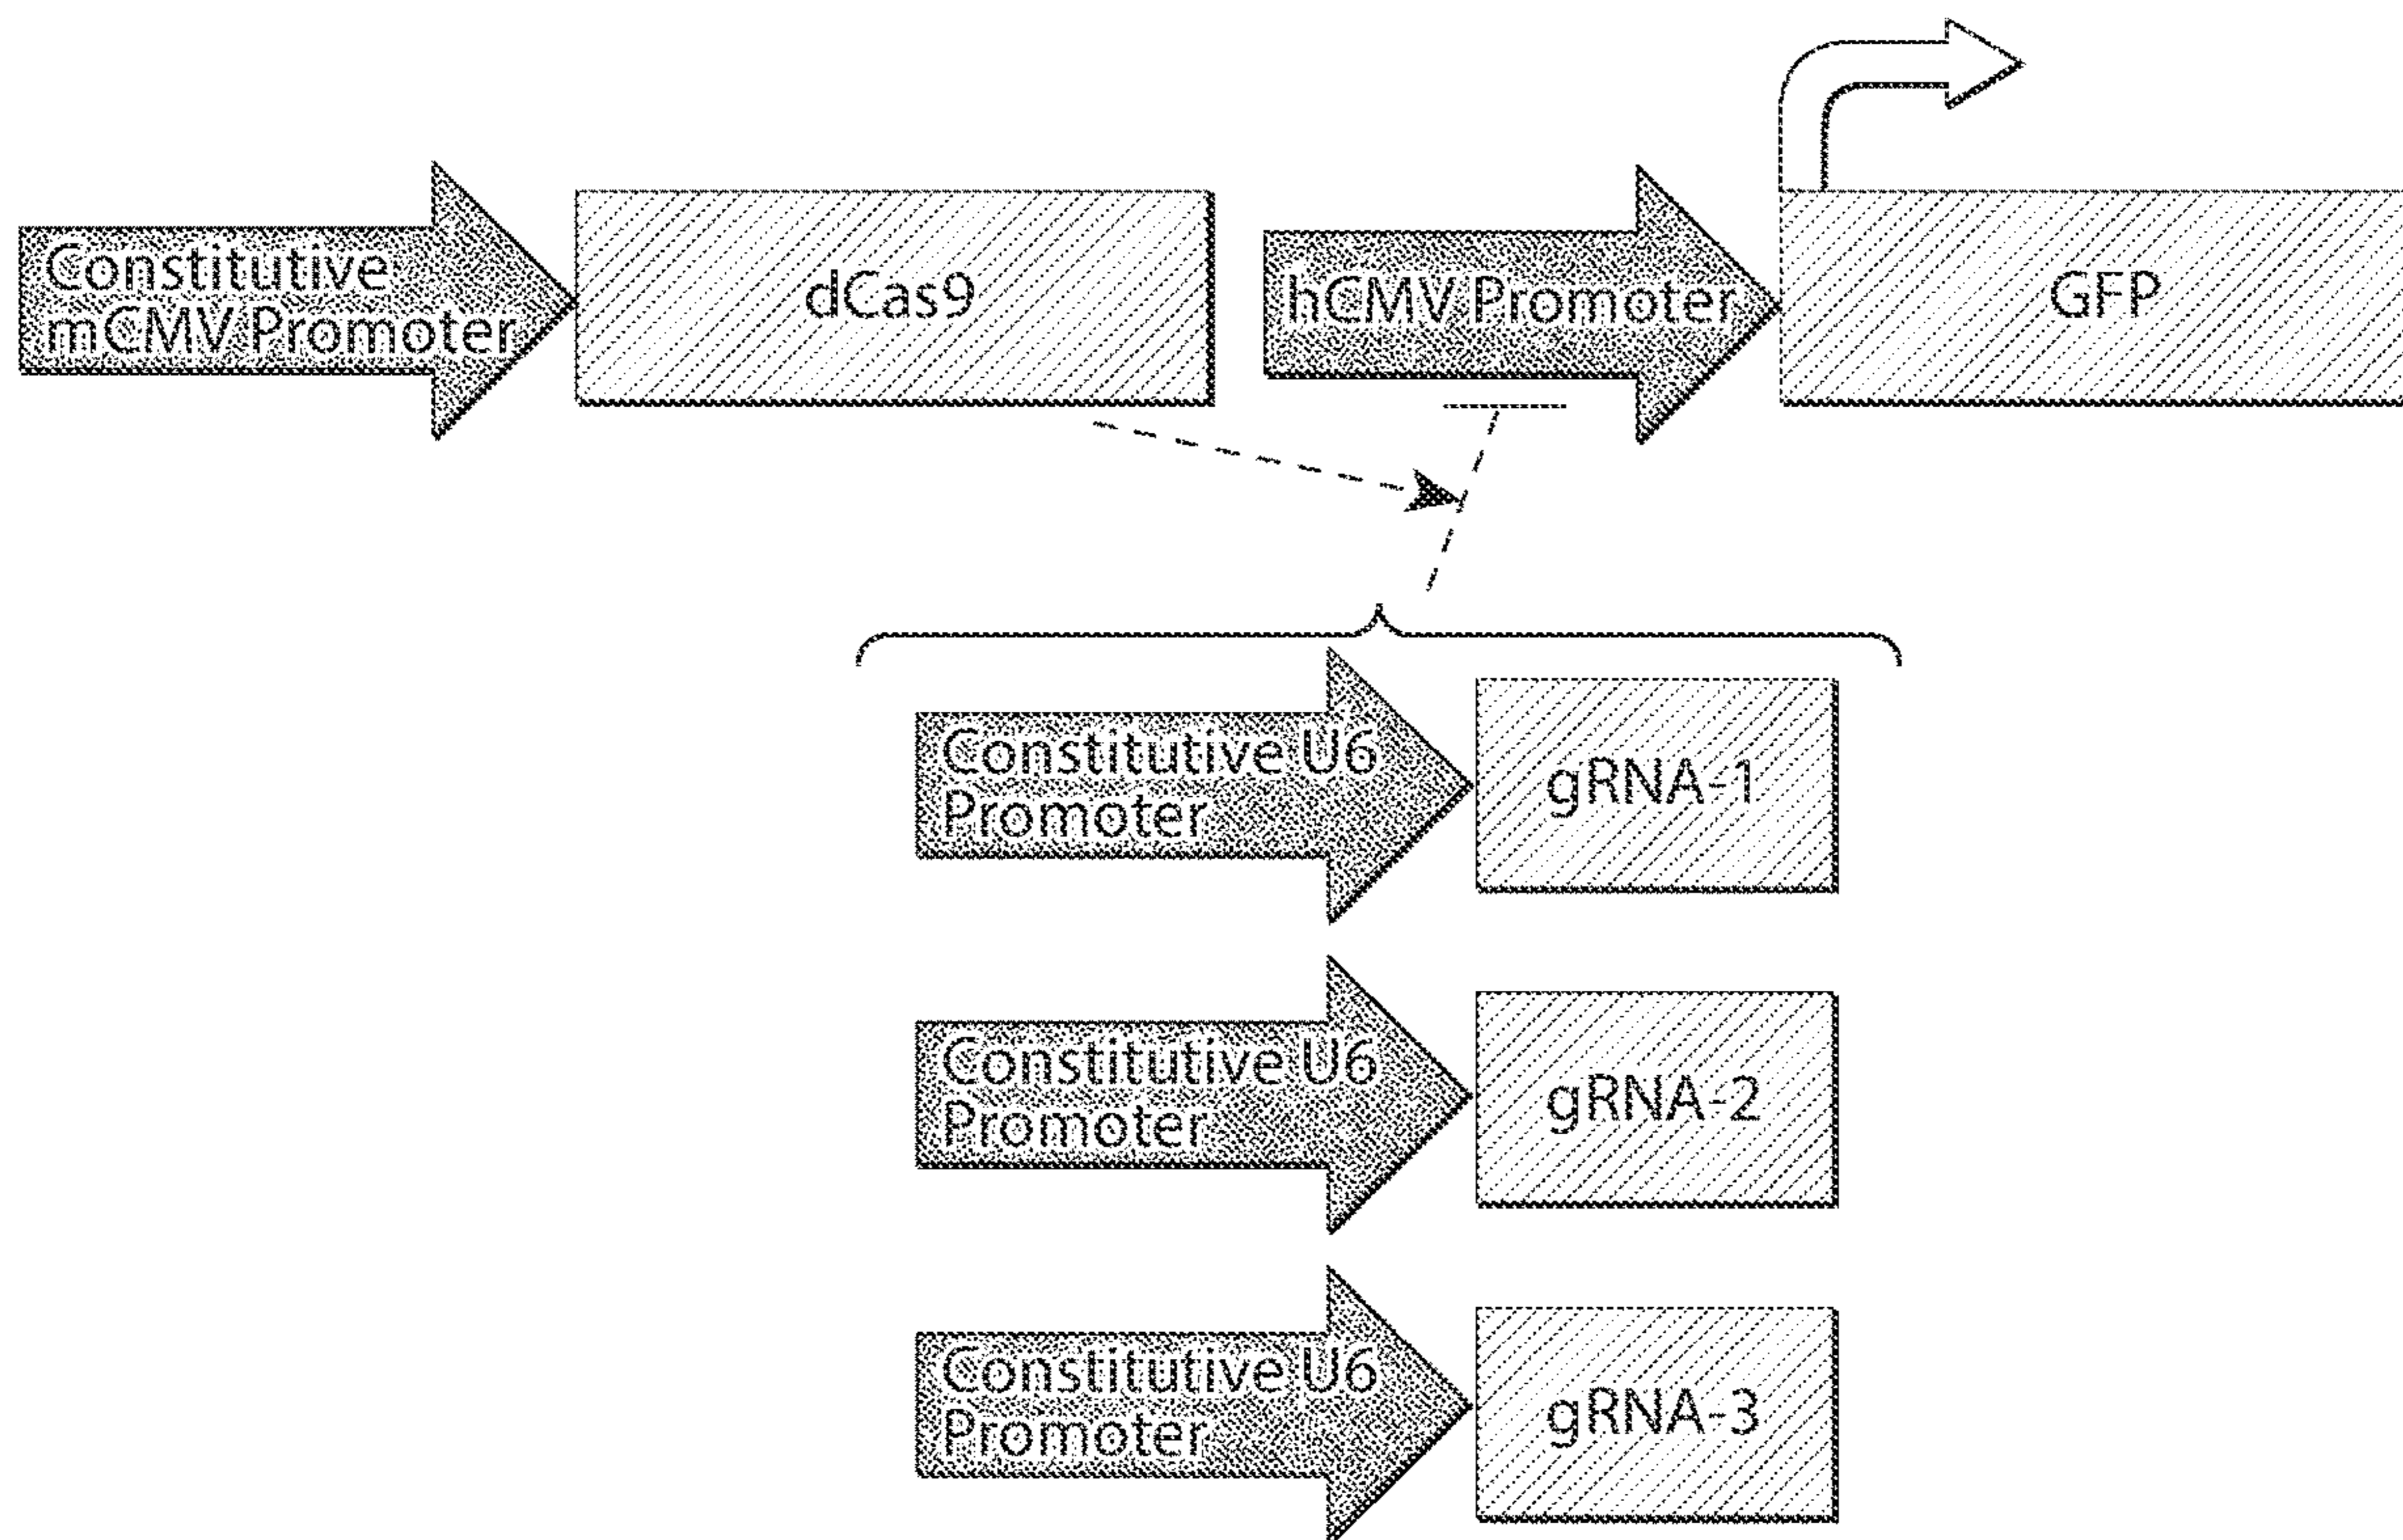 Constitutive
mCMV Promoter
dCas9
hCMV Promoter
GFP
Constitutive U6
Promoter
gRNA-1
Constitutive U6
Promoter
gRNA-2
Constitutive U6
Promoter
gRNA-3